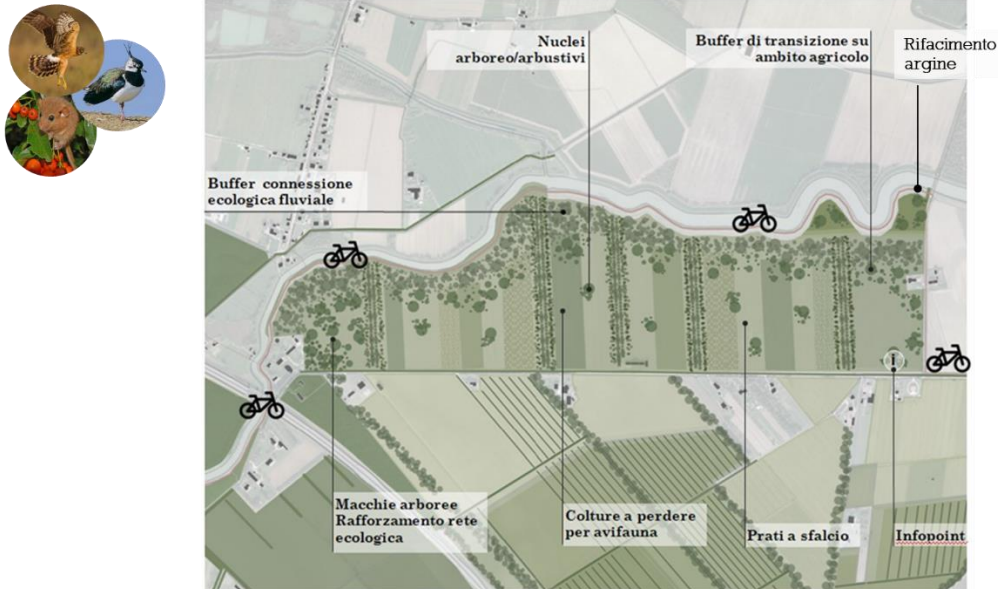 Nuclei
arboreo/arbustivi
Buffer di transizione su
ambito agricolo
Rifacimento
argine
Buffer connessione
ecologica fluviale
Macchie arboree
Rafforzamento rete
ecologica
Colture a perdere
per avifauna
Prati a sfalcio
Infopoint
i